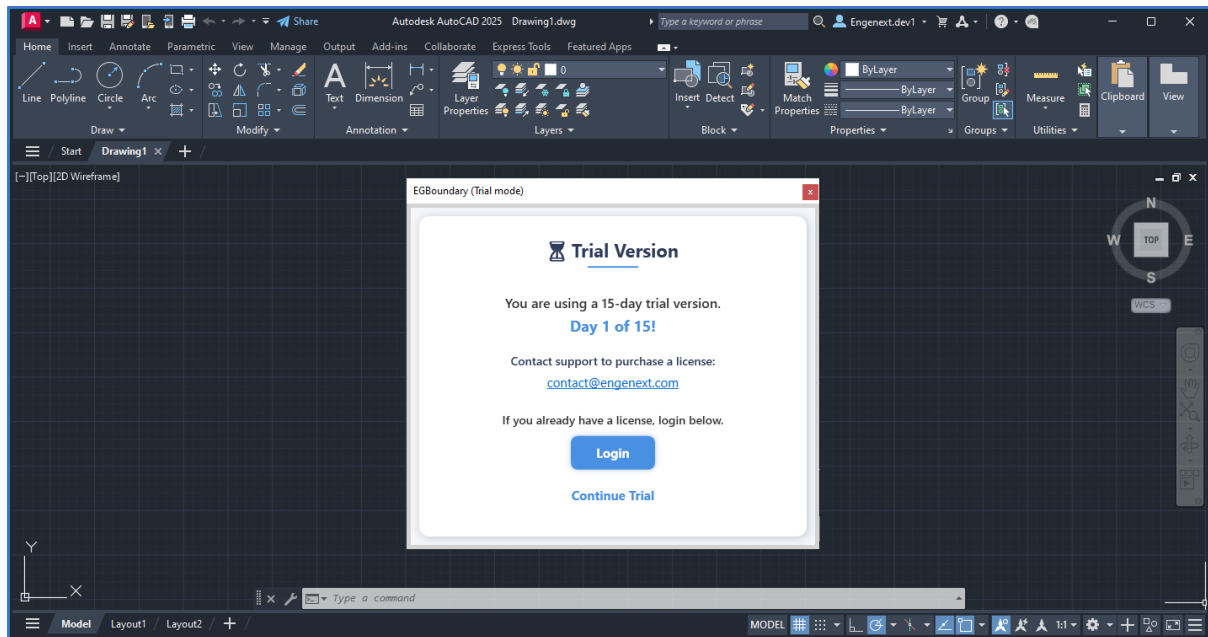 Share
Autodesk AutoCAD 2025 Drawing1.dwg
Type a keyword or phrase
Engenext.dev1
Home Insert Annotate Parametric View Manage Output Add-ins Collaborate Express Tools Featured Apps
Line Polyline Circle Arc
Draw
Modify
Text Dimension
Annotation
Layer Properties
0
Layers
Insert Detect
Block
Match Properties
ByLayer
ByLayer
ByLayer
Properties
Group
Groups
Measure
Utilities
Clipboard
View
Start Drawing1
[−][Top][2D Wireframe]
N
W TOP E
S
WCS
EGBoundary (Trial mode)
Trial Version
You are using a 15-day trial version.
Day 1 of 15!
Contact support to purchase a license:
contact@engenext.com
If you already have a license, login below.
Login
Continue Trial
Y
X
Type a command
Model Layout1 Layout2
MODEL
1:1